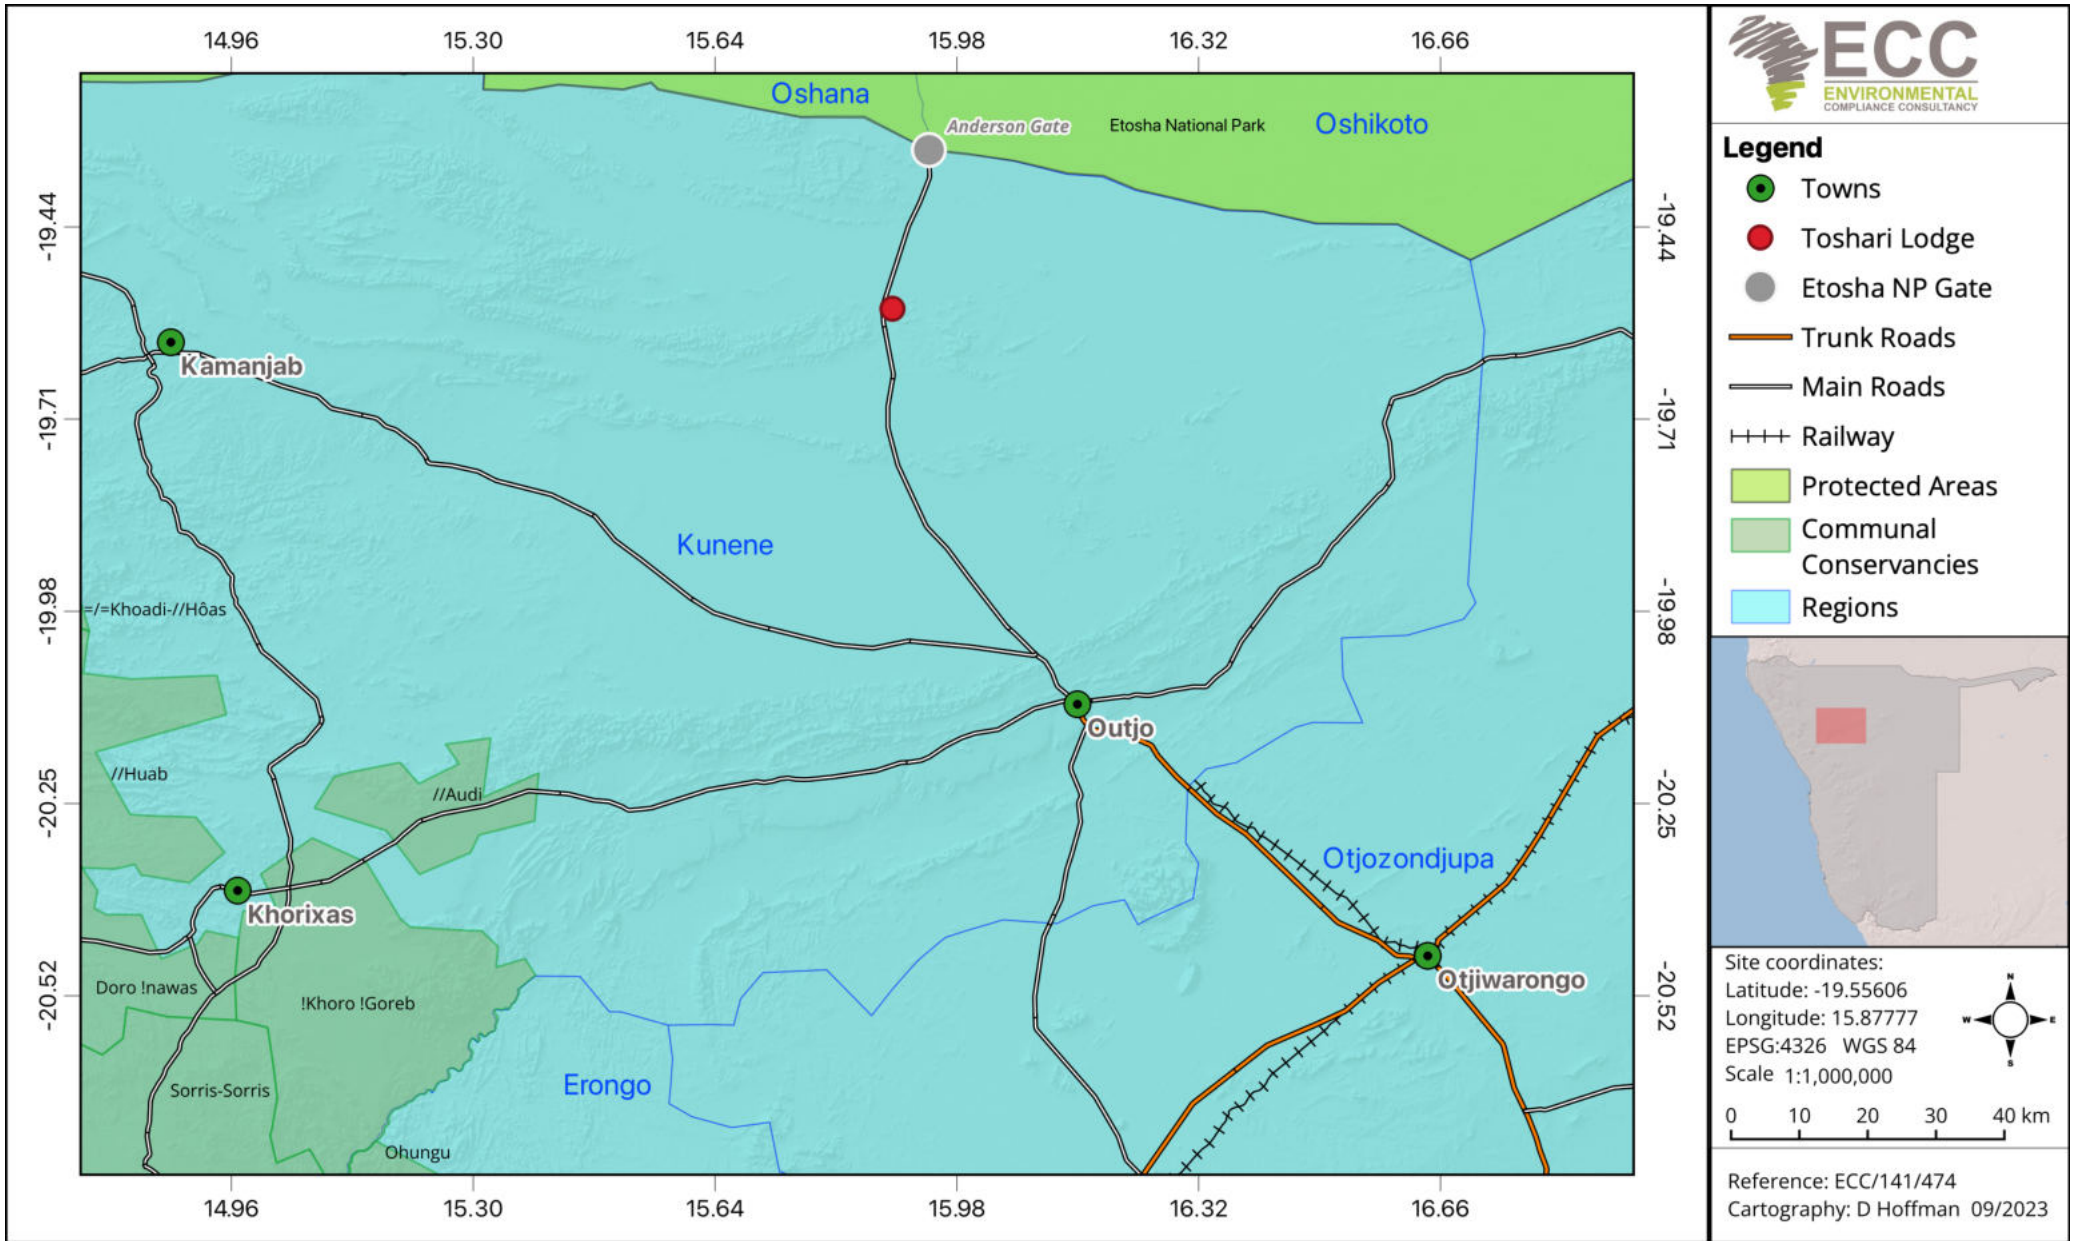 14.96
15.30
15.64
15.98
16.32
16.66
Oshana
Anderson Gate
Etosha National Park
Oshikoto
-19.44
-19.44
Kamanjab
-19.71
-19.71
Kunene
-19.98
-19.98
=/=Khoadi-//Hôas
Outjo
//Huab
//Audi
-20.25
-20.25
Otjozondjupa
Khorixas
Otjiwarongo
-20.52
-20.52
Doro !nawas
!Khoro !Goreb
Sorris-Sorris
Erongo
Ohungu
14.96
15.30
15.64
15.98
16.32
16.66
ECC
ENVIRONMENTAL
COMPLIANCE CONSULTANCY
Legend
Towns
Toshari Lodge
Etosha NP Gate
Trunk Roads
Main Roads
Railway
Protected Areas
Communal
Conservancies
Regions
Site coordinates:
Latitude: -19.55606
Longitude: 15.87777
EPSG:4326 WGS 84
Scale 1:1,000,000
N
W
E
S
0 10 20 30 40 km
Reference: ECC/141/474
Cartography: D Hoffman 09/2023